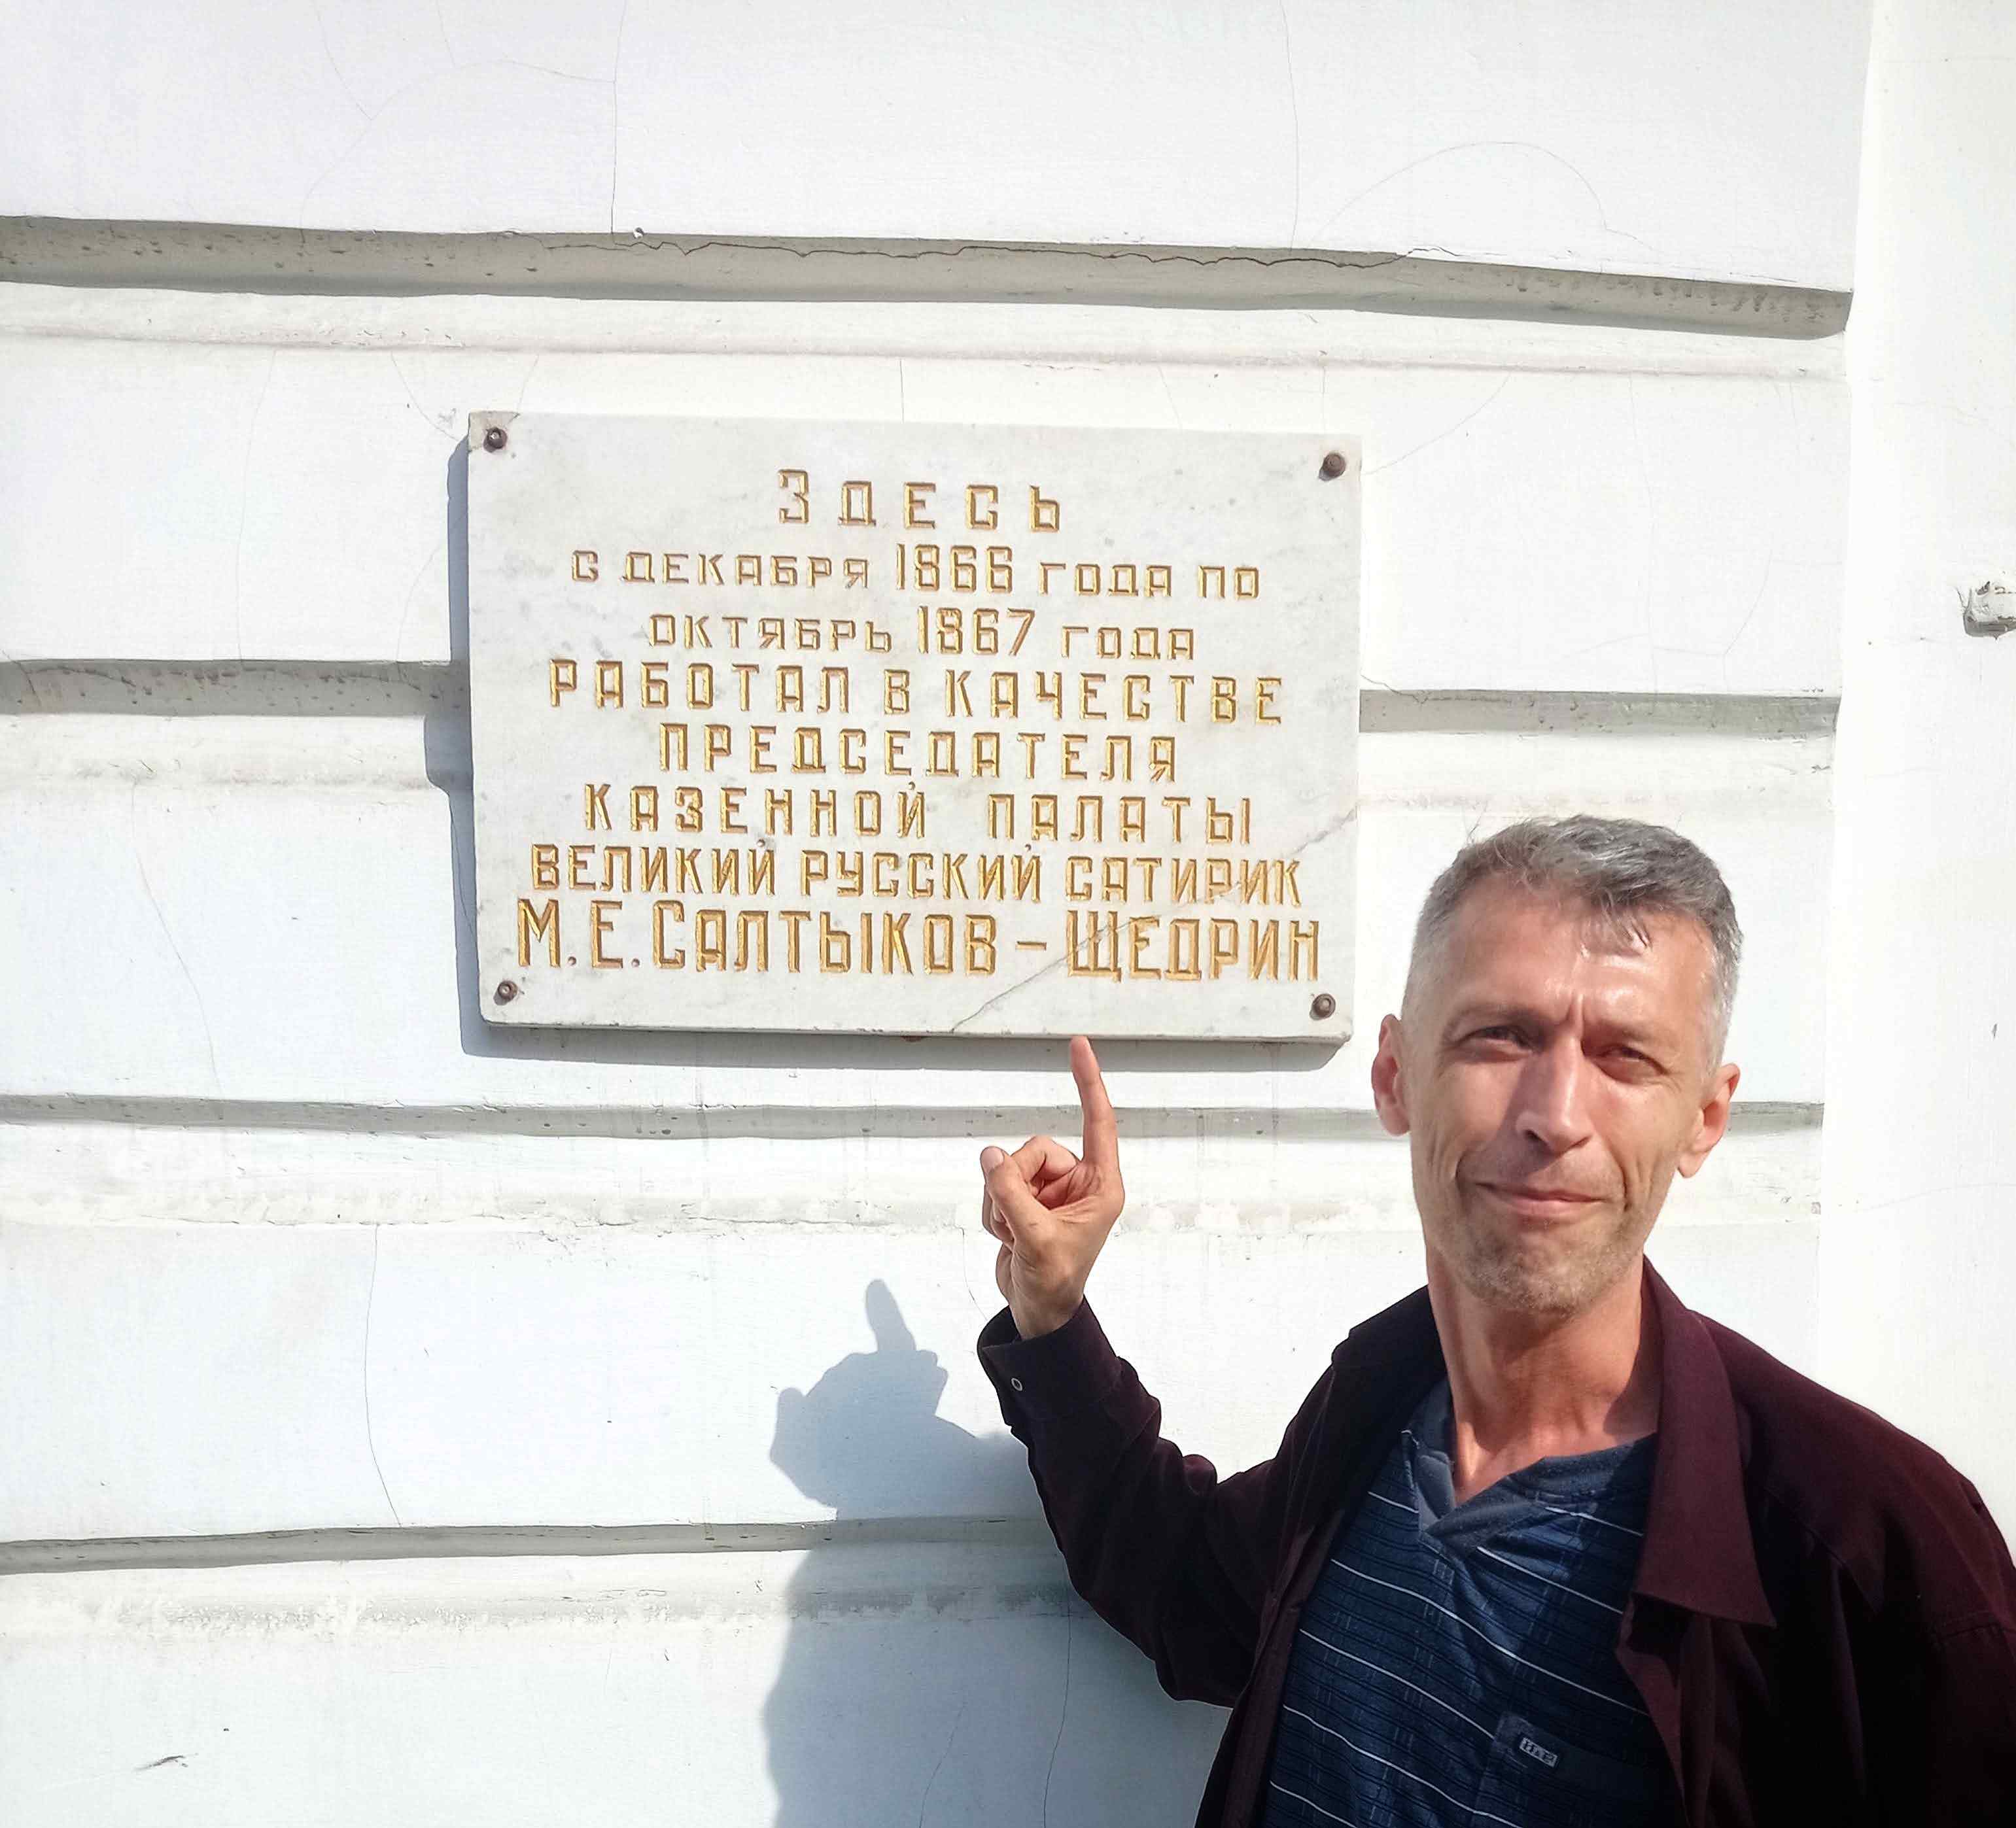 ЗДЕСЬ
С ДЕКАБРЯ 1866 ГОДА ПО
ОКТЯБРЬ 1867 ГОДА
РАБОТАЛ В КАЧЕСТВЕ
ПРЕДСЕДАТЕЛЯ
КАЗЕННОЙ ПАЛАТЫ
ВЕЛИКИЙ РУССКИЙ САТИРИК
М.Е.САЛТЫКОВ-ЩЕДРИН